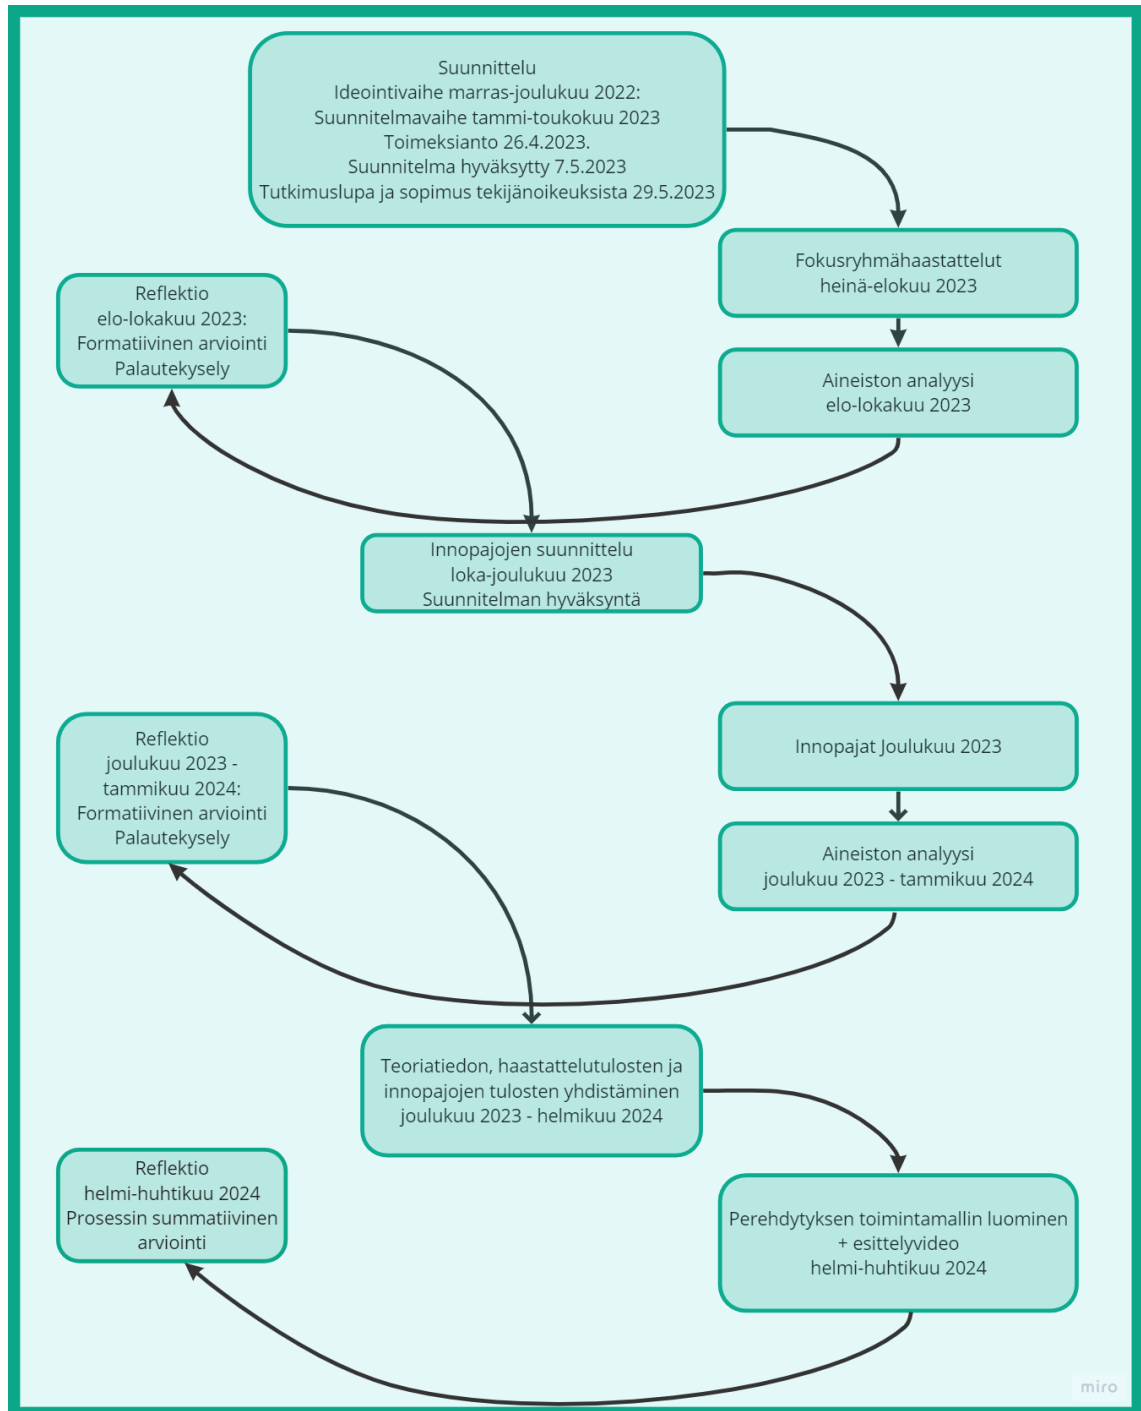 Suunnittelu
Ideointivaihe marras-joulukuu 2022:
Suunnitelmavaihe tammi-toukokuu 2023
Toimeksianto 26.4.2023.
Suunnitelma hyväksytty 7.5.2023
Tutkimuslupa ja sopimus tekijänoikeuksista 29.5.2023
Fokusryhmähaastattelut
heinä-elokuu 2023
Aineiston analyysi
elo-lokakuu 2023
Reflektio
elo-lokakuu 2023:
Formatiivinen arviointi
Palautekysely
Innopajojen suunnittelu
loka-joulukuu 2023
Suunnitelman hyväksyntä
Innopajat Joulukuu 2023
Aineiston analyysi
joulukuu 2023 - tammikuu 2024
Reflektio
joulukuu 2023 -
tammikuu 2024:
Formatiivinen arviointi
Palautekysely
Teoriatiedon, haastattelutulosten ja
innopajojen tulosten yhdistäminen
joulukuu 2023 - helmikuu 2024
Perehdytyksen toimintamallin luominen
+ esittelyvideo
helmi-huhtikuu 2024
Reflektio
helmi-huhtikuu 2024
Prosessin summatiivinen
arviointi
miro